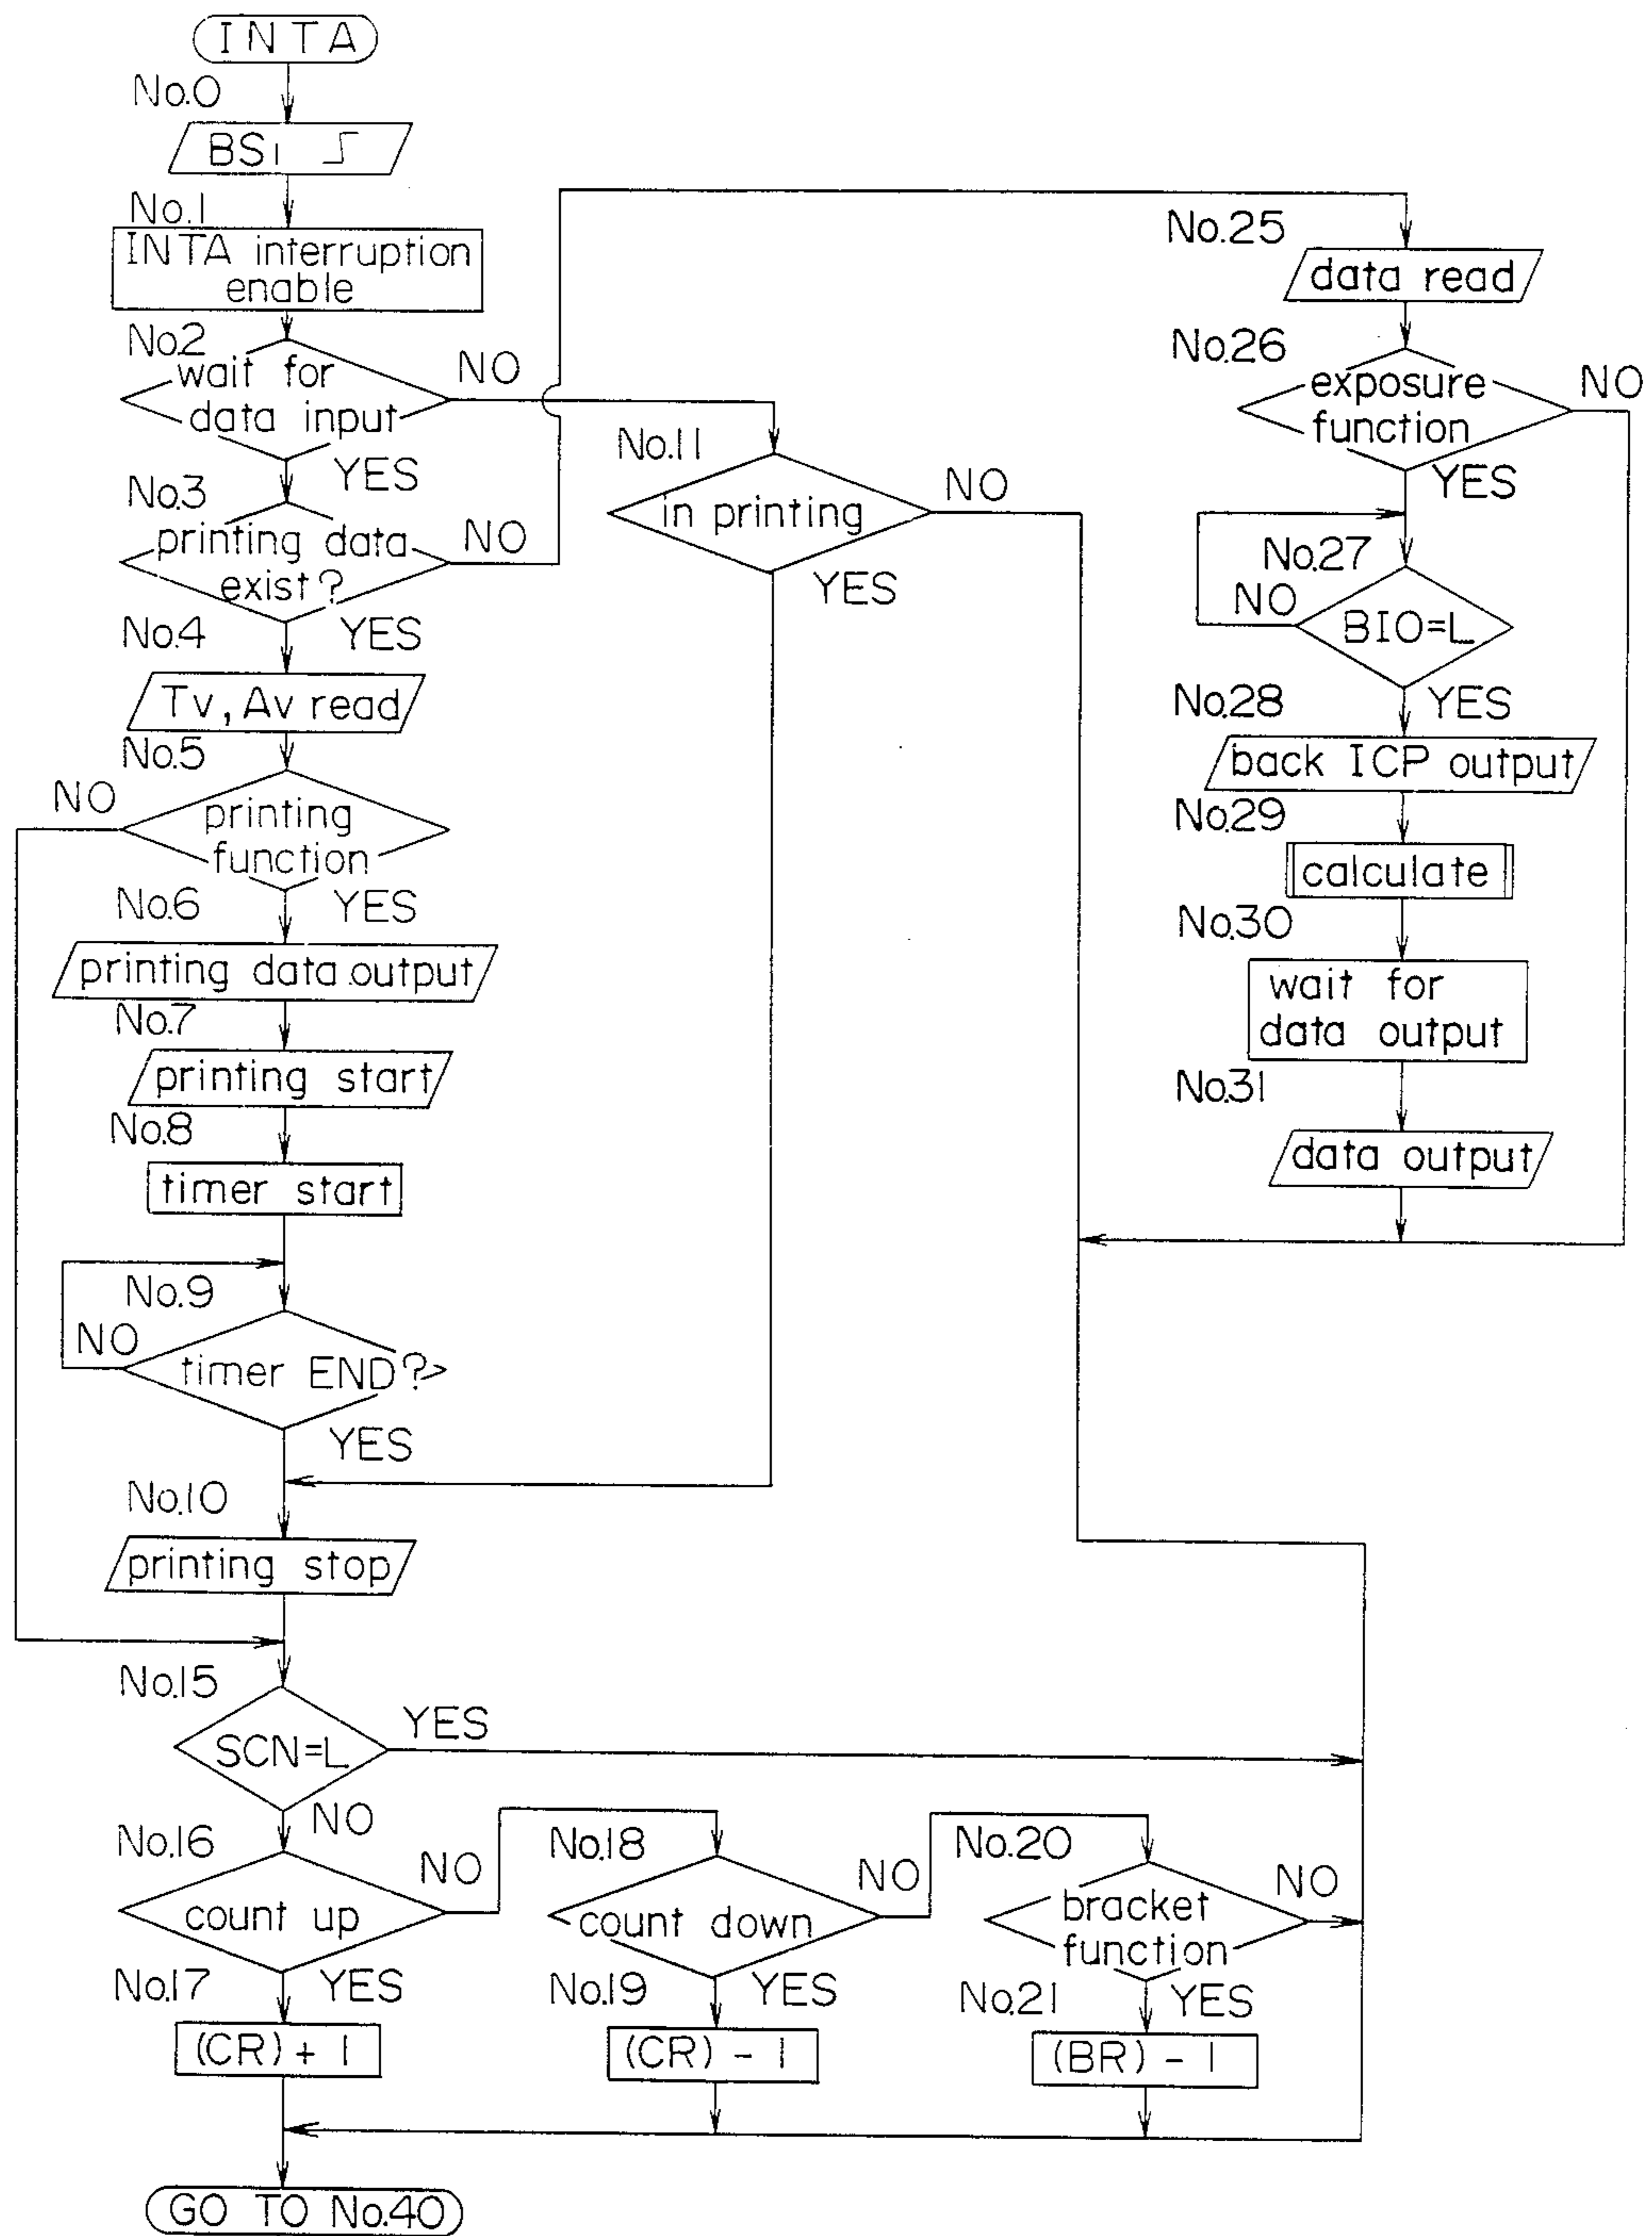 INTA
No.0
BS1
No.1
INTA interruption
enable
No.2
wait for
data input
NO
YES
No.3
printing data
exist?
NO
YES
No.4
Tv, Av read
No.5
NO
printing
function
YES
No.6
printing data output
No.7
printing start
No.8
timer start
No.9
NO
timer END?
YES
No.10
printing stop
No.11
in printing
NO
YES
No.15
SCN=L
YES
NO
No.16
count up
NO
YES
No.17
(CR)+ 1
No.18
count down
NO
YES
No.19
(CR) - 1
No.20
bracket
function
NO
YES
No.21
(BR) - 1
No.25
data read
No.26
exposure
function
NO
YES
No.27
NO
BIO=L
YES
No.28
back ICP output
No.29
calculate
No.30
wait for
data output
No.31
data output
GO TO No.40